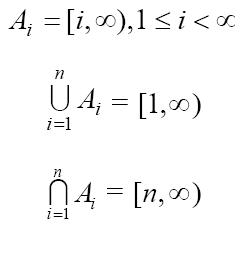 A_i = [i, ∞), 1 ≤ i < ∞
n
∪ A_i = [1, ∞)
i=1
n
∩ A_i = [n, ∞)
i=1